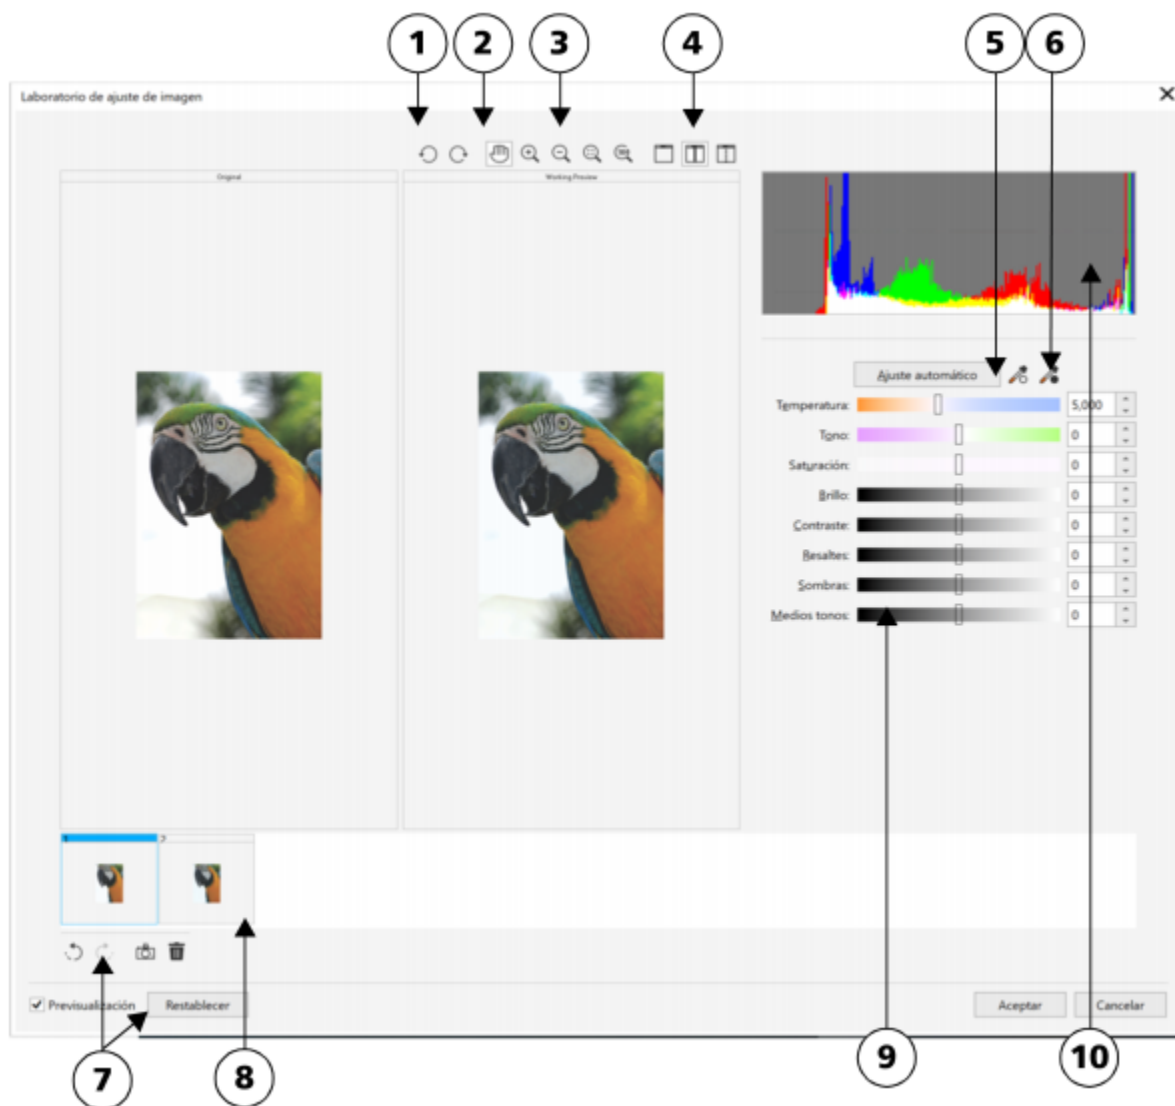 1 2 3 4 5 6
Laboratorio de ajuste de imagen
Original Working Preview
Ajuste automático
Temperatura: 5,000
Tono: 0
Saturación: 0
Brillo: 0
Contraste: 0
Resaltes: 0
Sombras: 0
Medios tonos: 0
1 2
Previsualización Restablecer Aceptar Cancelar
7 8 9 10